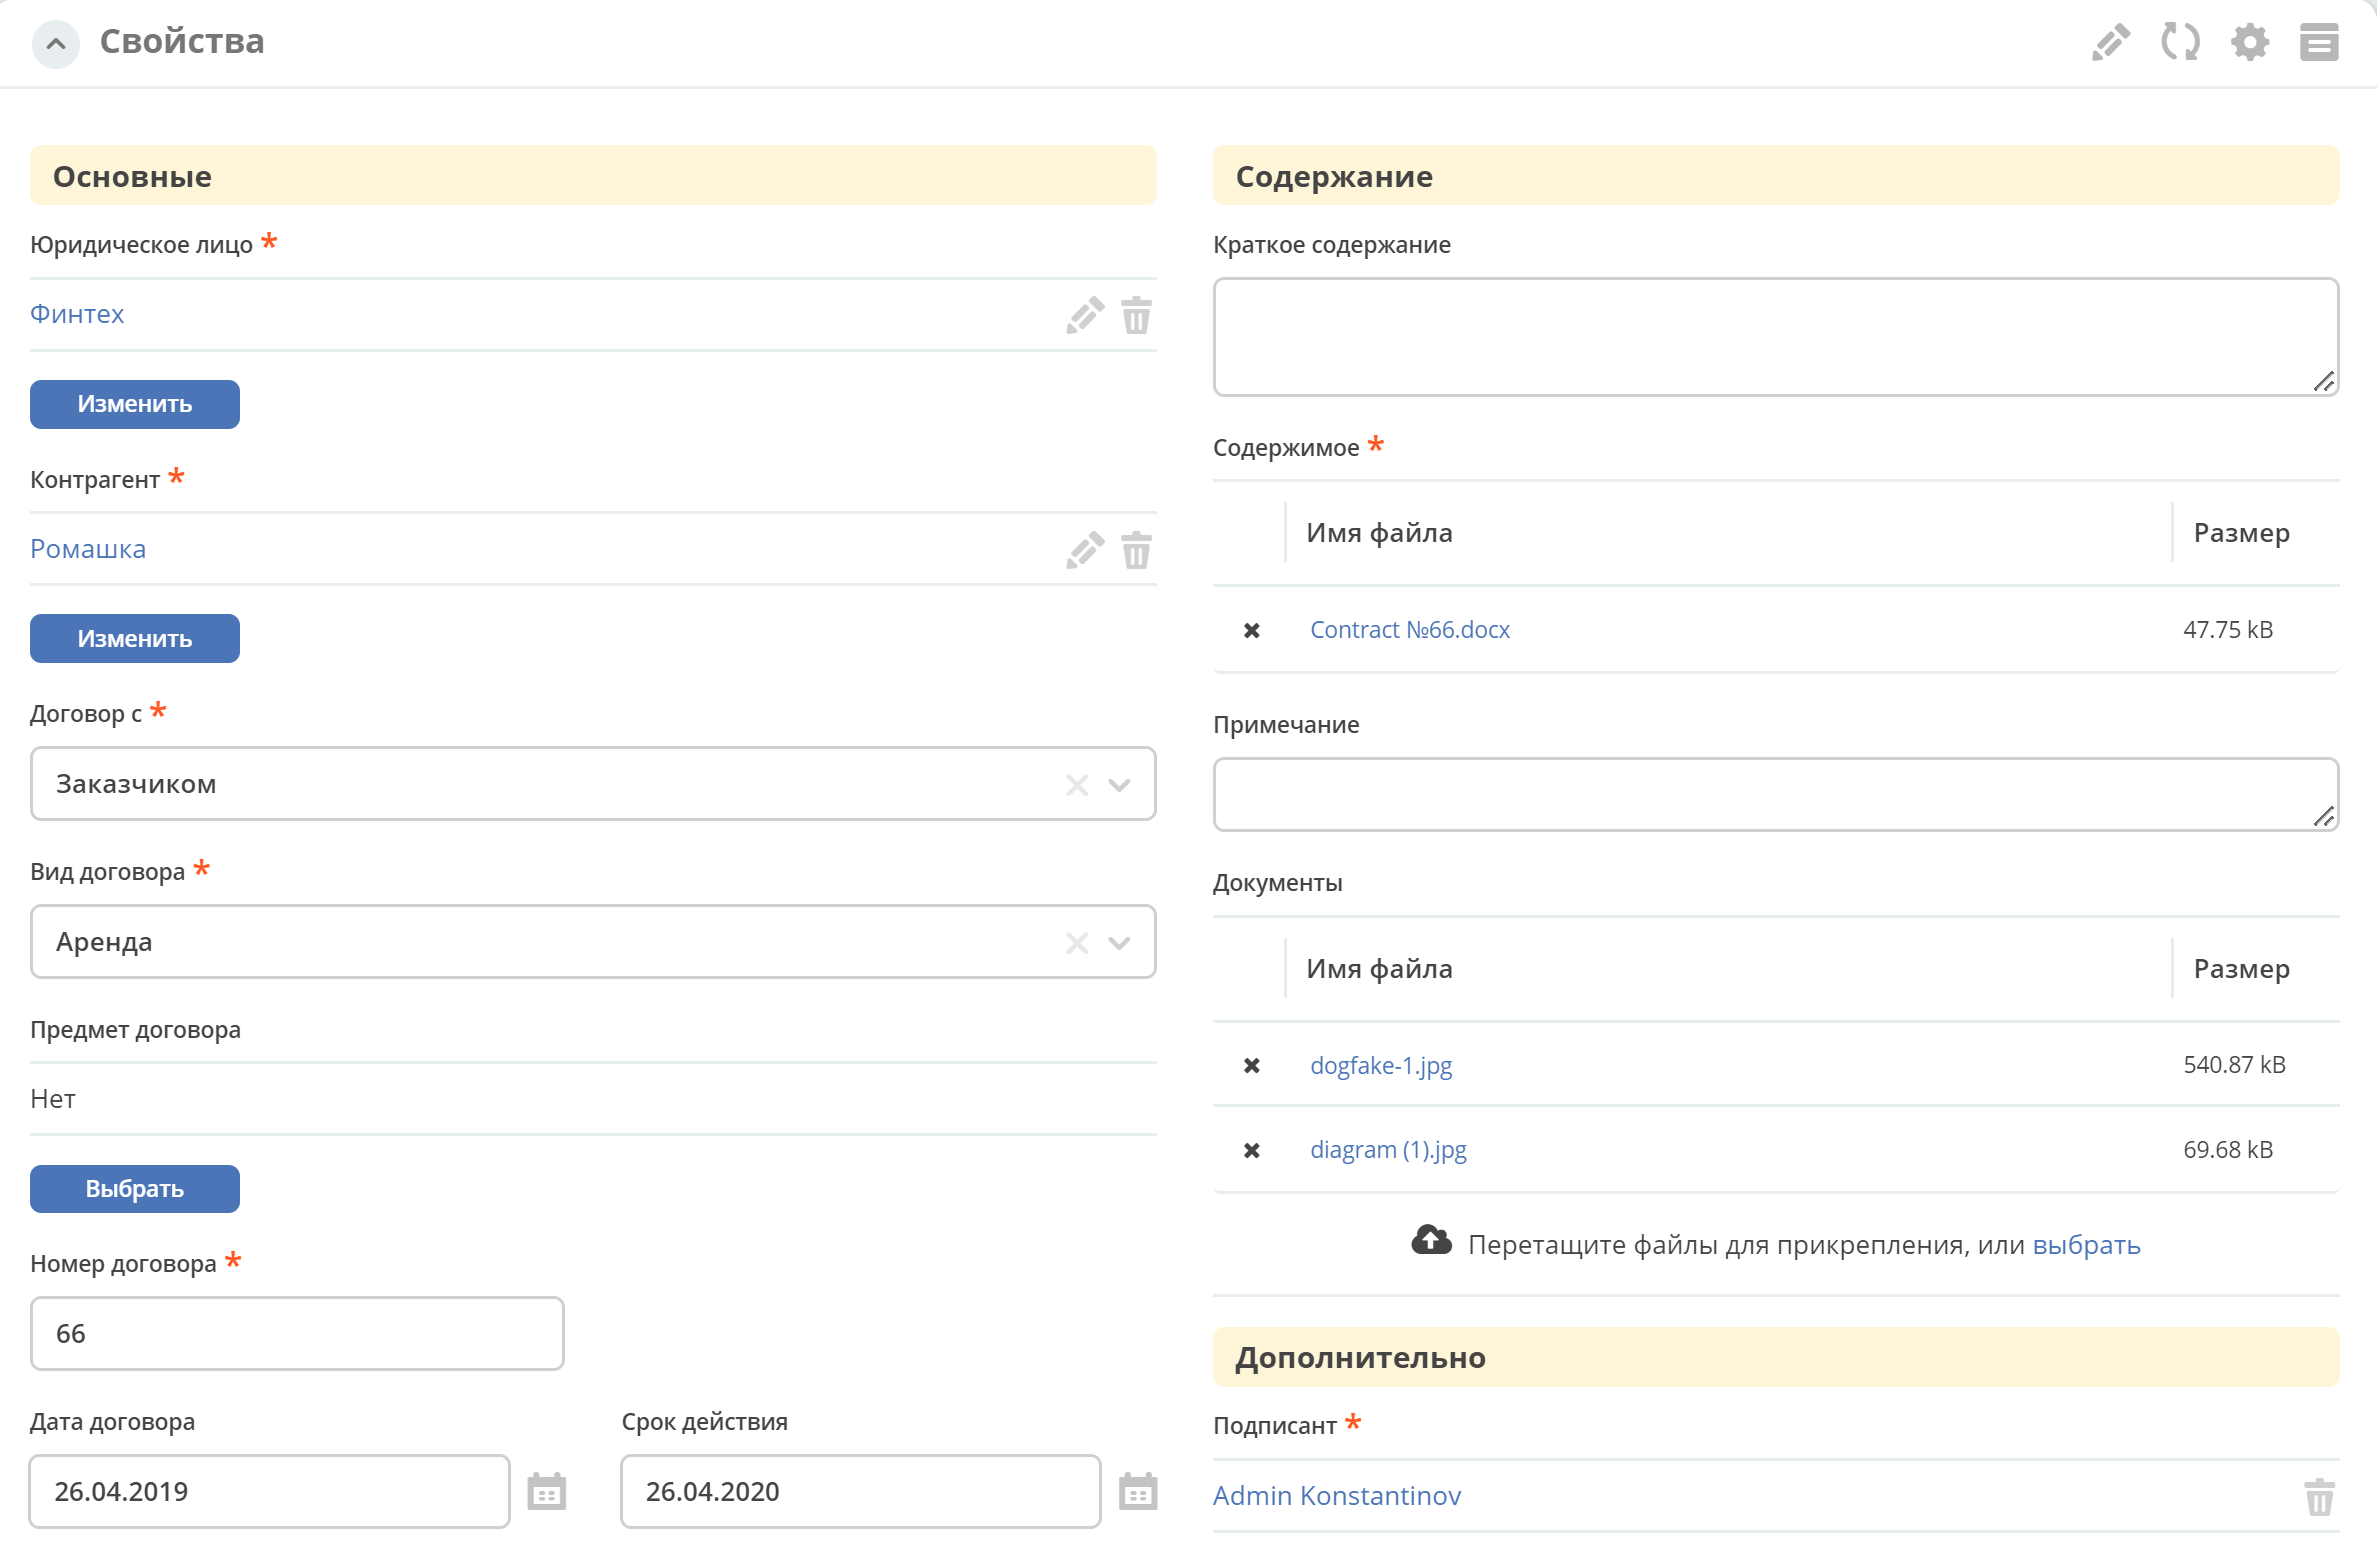 Свойства
Основные
Юридическое лицо *
Финтех
Изменить
Контрагент *
Ромашка
Изменить
Договор с *
Заказчиком
Вид договора *
Аренда
Предмет договора
Нет
Выбрать
Номер договора *
66
Дата договора Срок действия
26.04.2019 26.04.2020
Содержание
Краткое содержание
Содержимое *
Имя файла Размер
Contract №66.docx 47.75 kB
Примечание
Документы
Имя файла Размер
dogfake-1.jpg 540.87 kB
diagram (1).jpg 69.68 kB
Перетащите файлы для прикрепления, или выбрать
Дополнительно
Подписант *
Admin Konstantinov